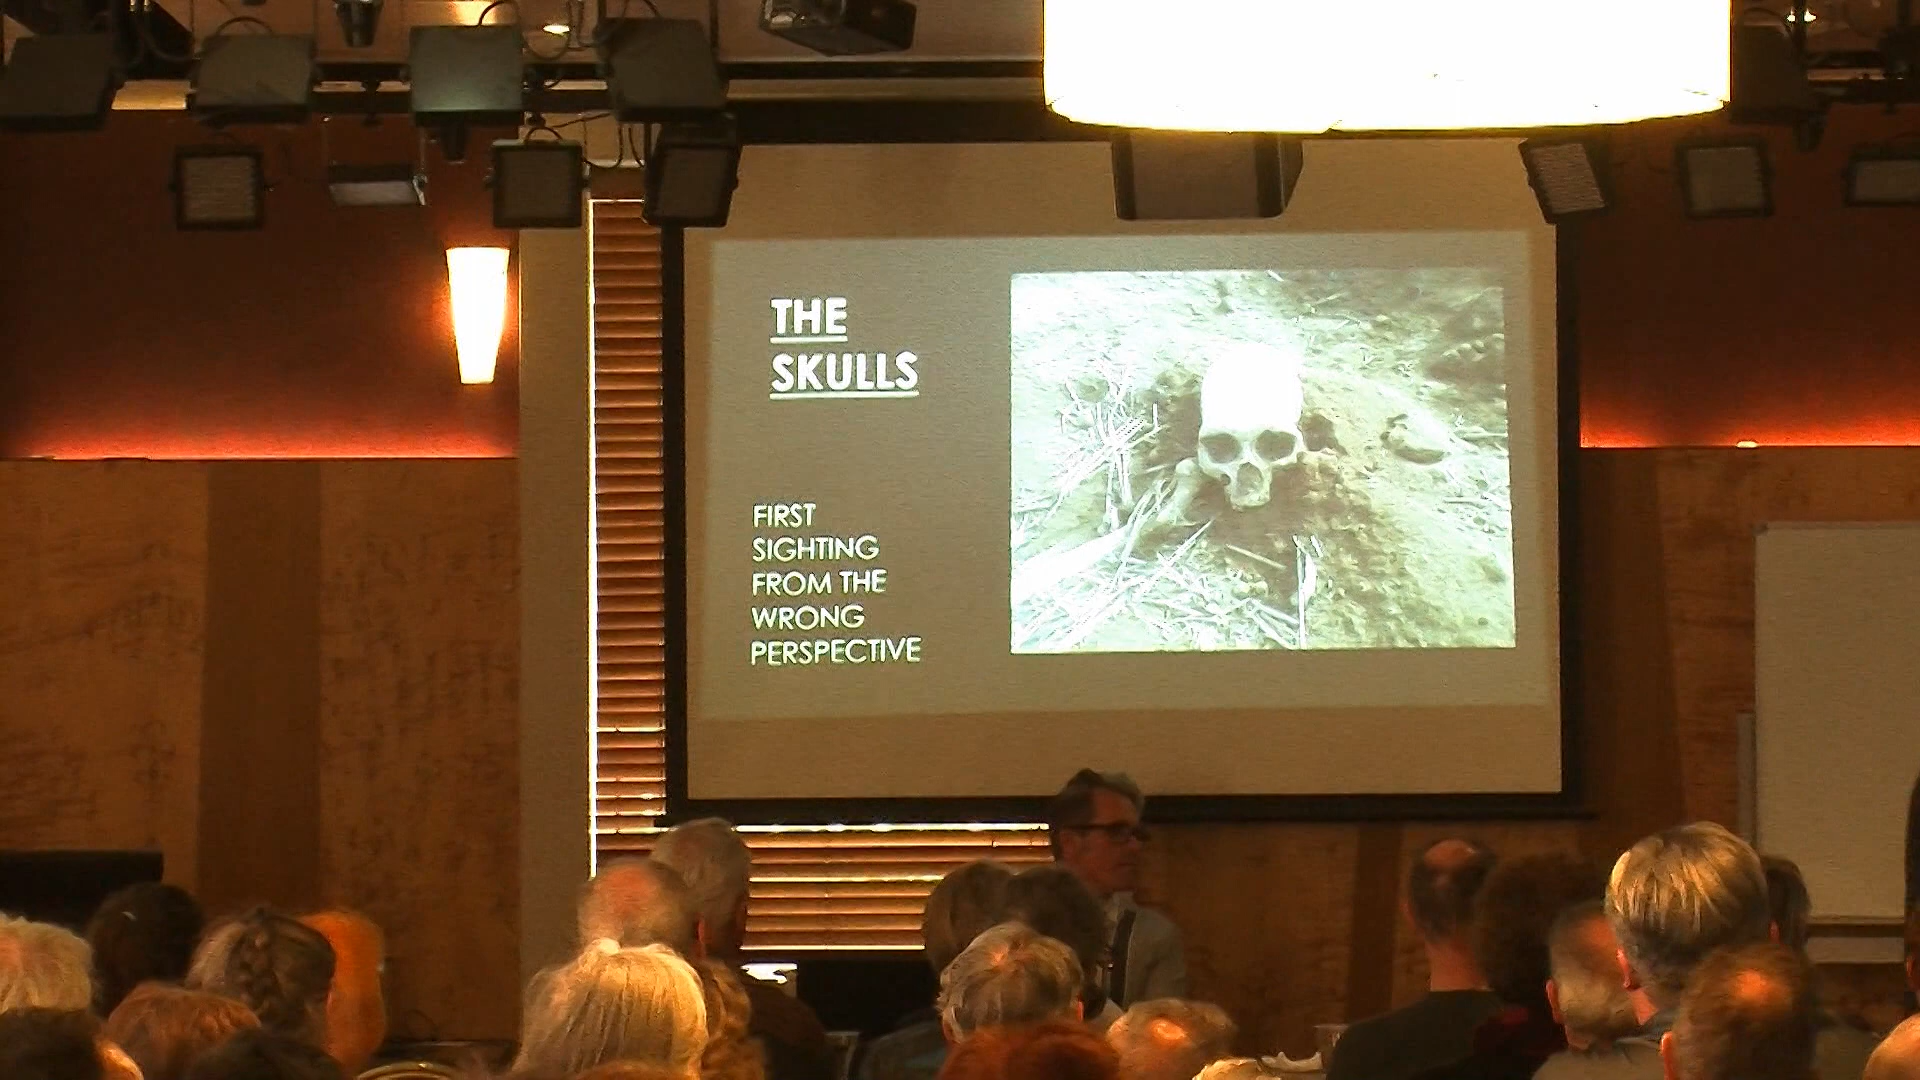 THE
SKULLS
FIRST
SIGHTING
FROM THE
WRONG
PERSPECTIVE